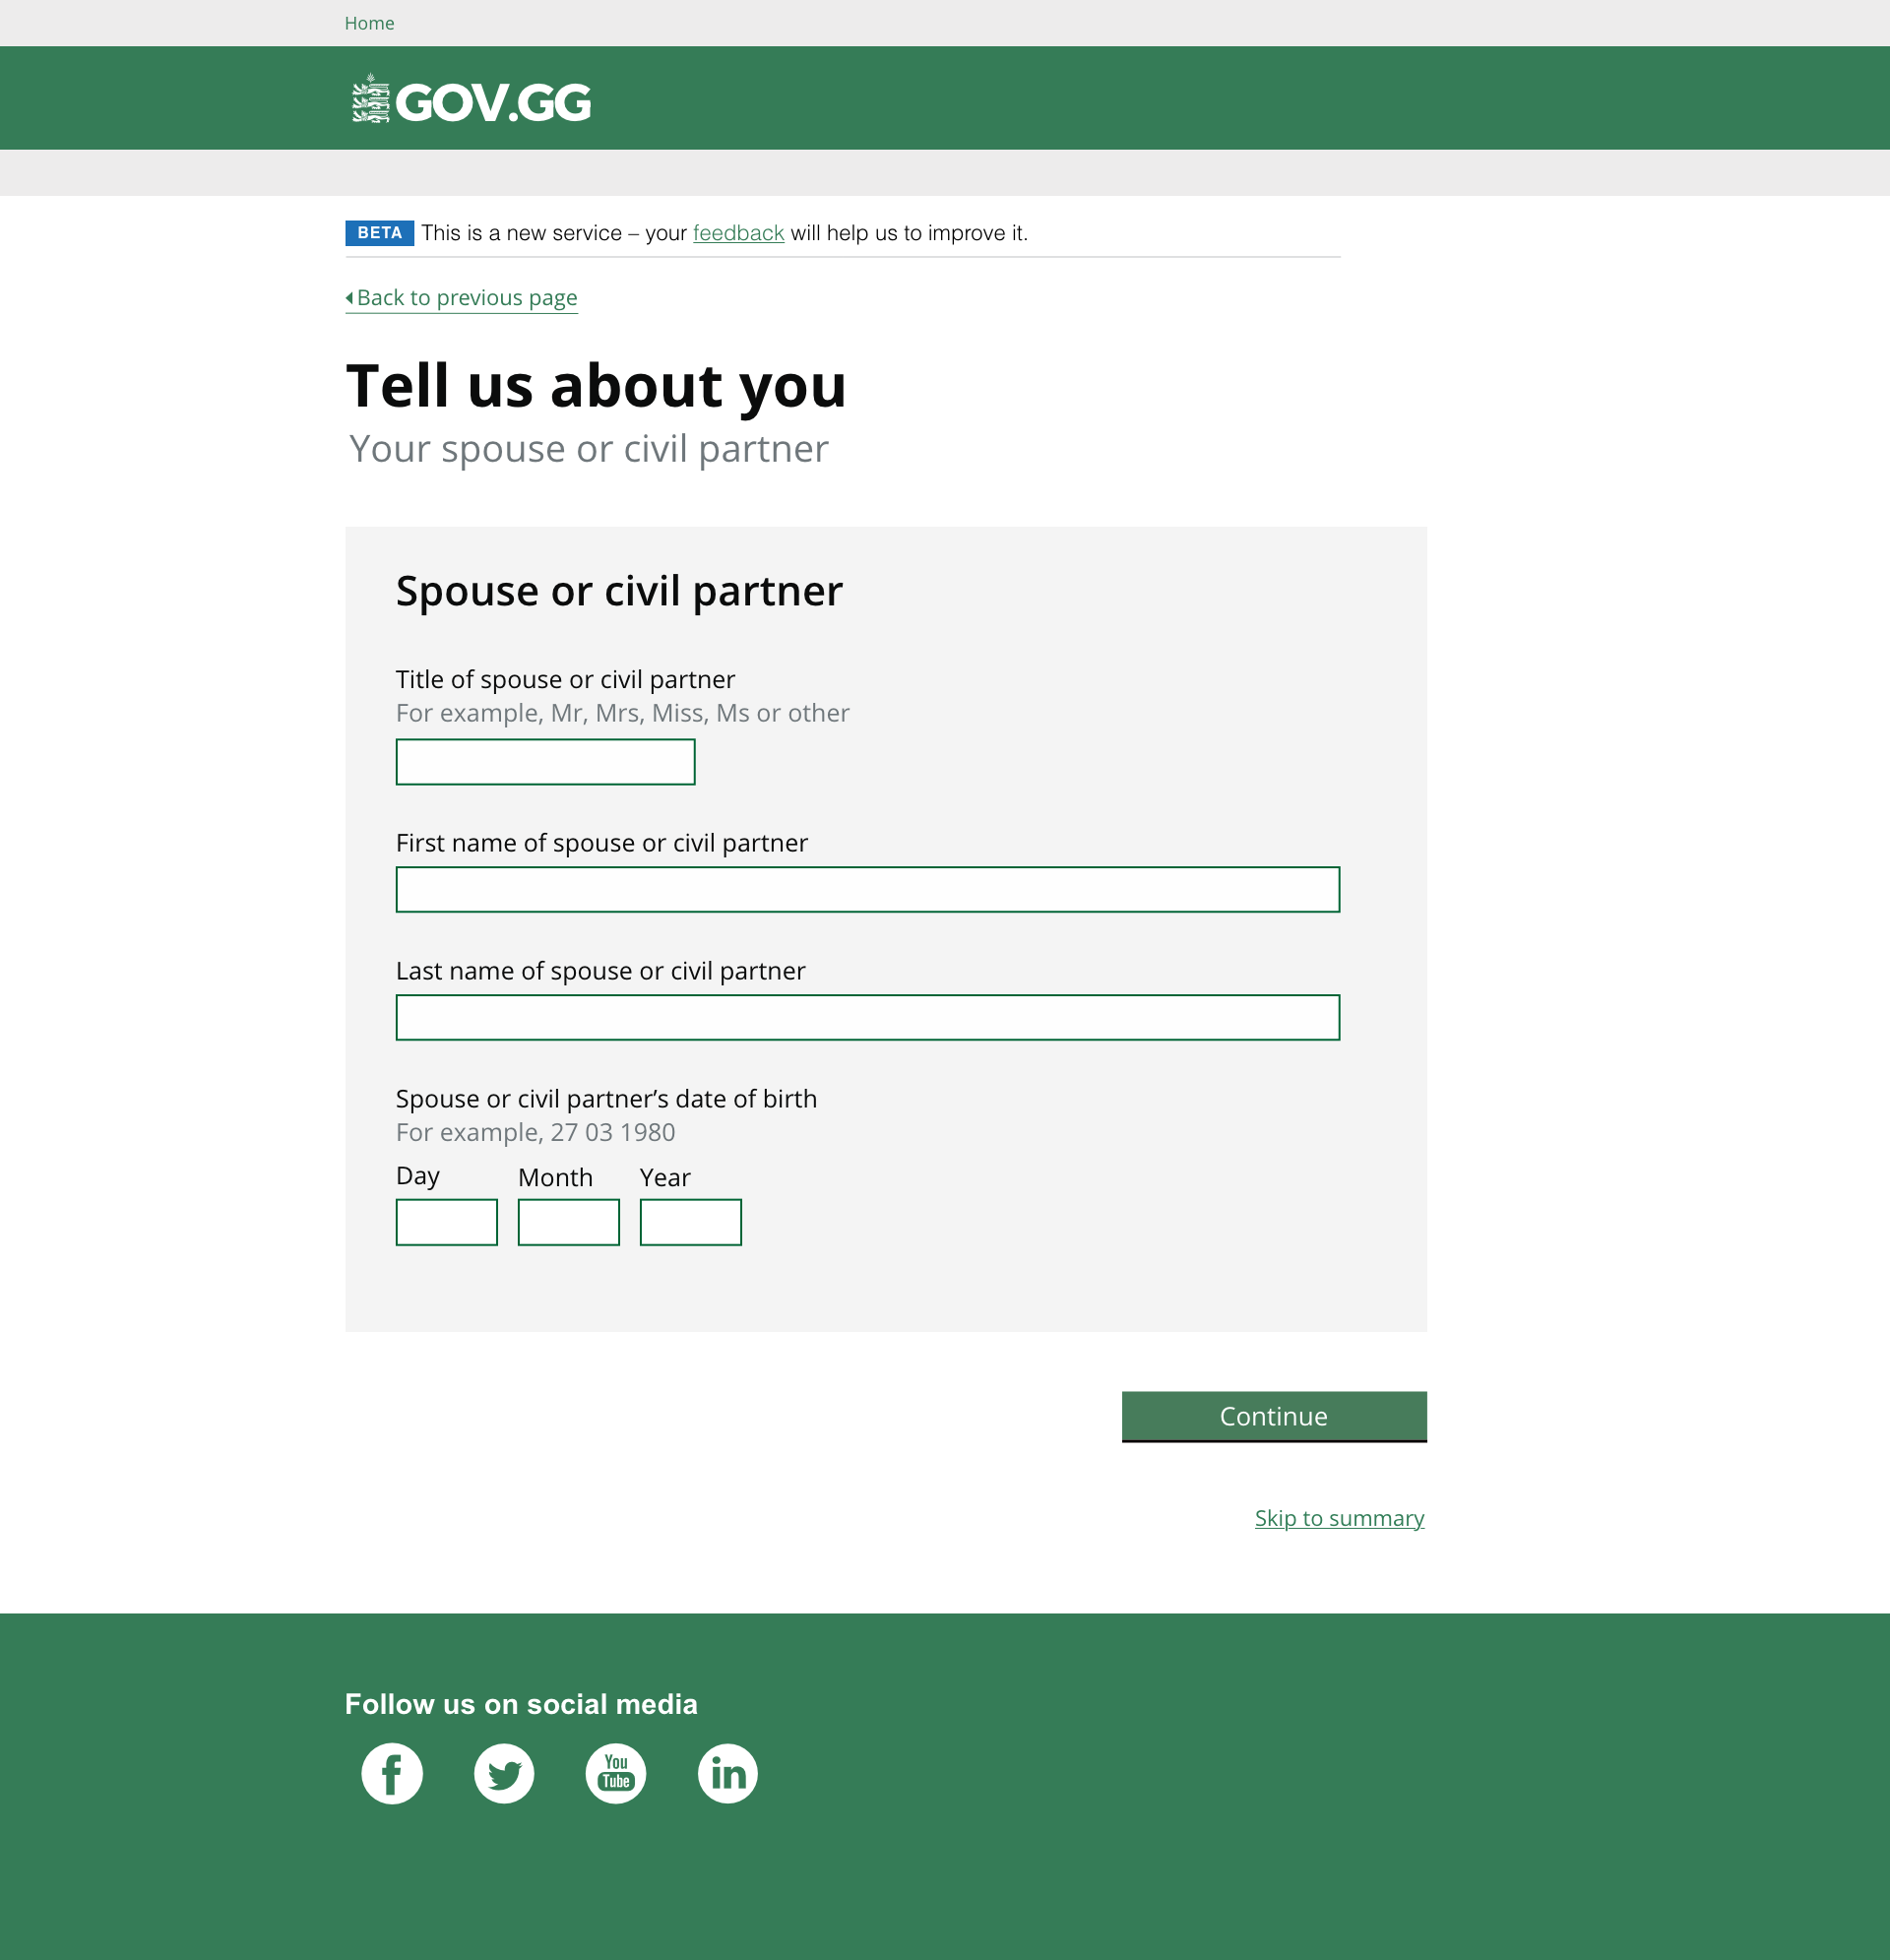 Home
GOV.GG
BETA This is a new service – your feedback will help us to improve it.
Back to previous page
Tell us about you
Your spouse or civil partner
Spouse or civil partner
Title of spouse or civil partner
For example, Mr, Mrs, Miss, Ms or other
First name of spouse or civil partner
Last name of spouse or civil partner
Spouse or civil partner’s date of birth
For example, 27 03 1980
Day Month Year
Continue
Skip to summary
Follow us on social media
f You Tube in